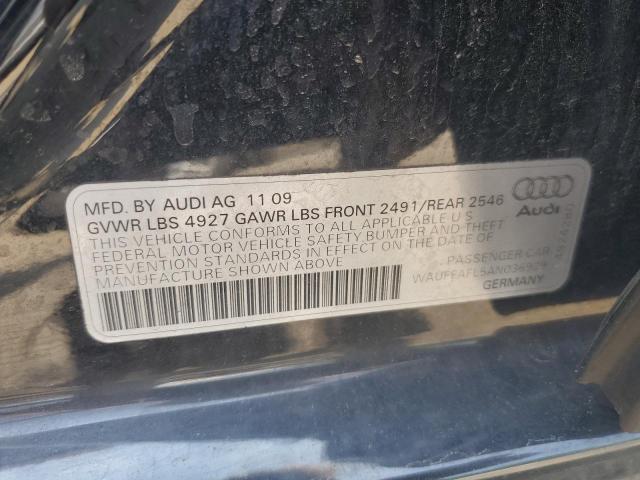 MFD. BY AUDI AG 11 09
GVWR LBS 4927 GAWR LBS FRONT 2491/REAR 2546
THIS VEHICLE CONFORMS TO ALL APPLICABLE U S
FEDERAL MOTOR VEHICLE SAFETY BUMPER AND THEFT
PREVENTION STANDARDS IN EFFECT ON THE DATE OF
MANUFACTURE SHOWN ABOVE
Audi
PASSENGER CAR
GERMANY